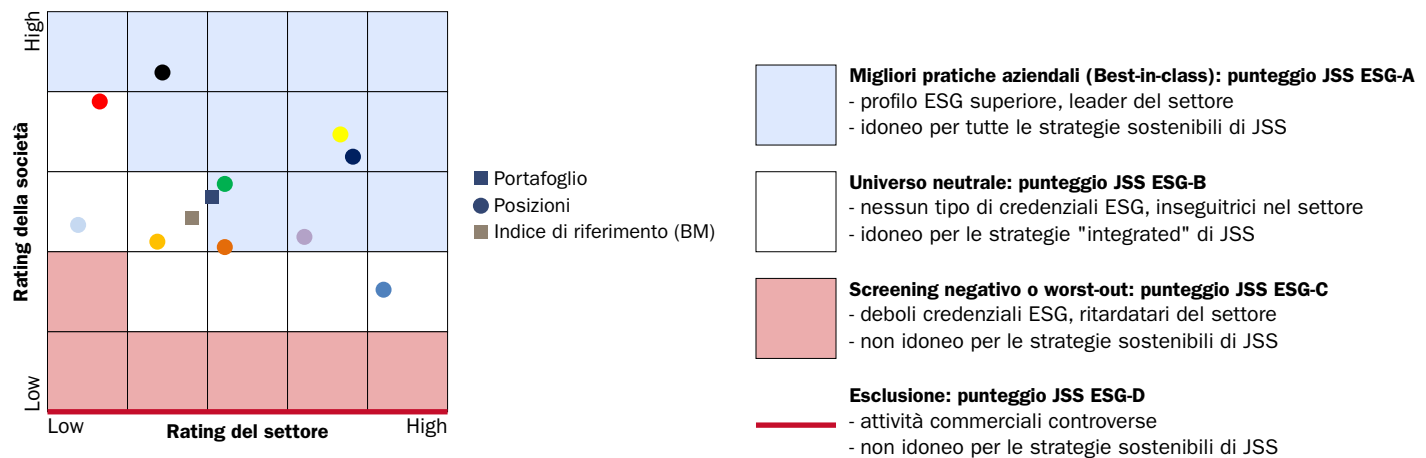 High
Rating della società
Low
Low
Rating del settore
High
Portafoglio
Posizioni
Indice di riferimento (BM)
Migliori pratiche aziendali (Best-in-class): punteggio JSS ESG-A
- profilo ESG superiore, leader del settore
- idoneo per tutte le strategie sostenibili di JSS
Universo neutrale: punteggio JSS ESG-B
- nessun tipo di credenziali ESG, inseguitrici nel settore
- idoneo per le strategie "integrated" di JSS
Screening negativo o worst-out: punteggio JSS ESG-C
- deboli credenziali ESG, ritardatari del settore
- non idoneo per le strategie sostenibili di JSS
Esclusione: punteggio JSS ESG-D
- attività commerciali controverse
- non idoneo per le strategie sostenibili di JSS